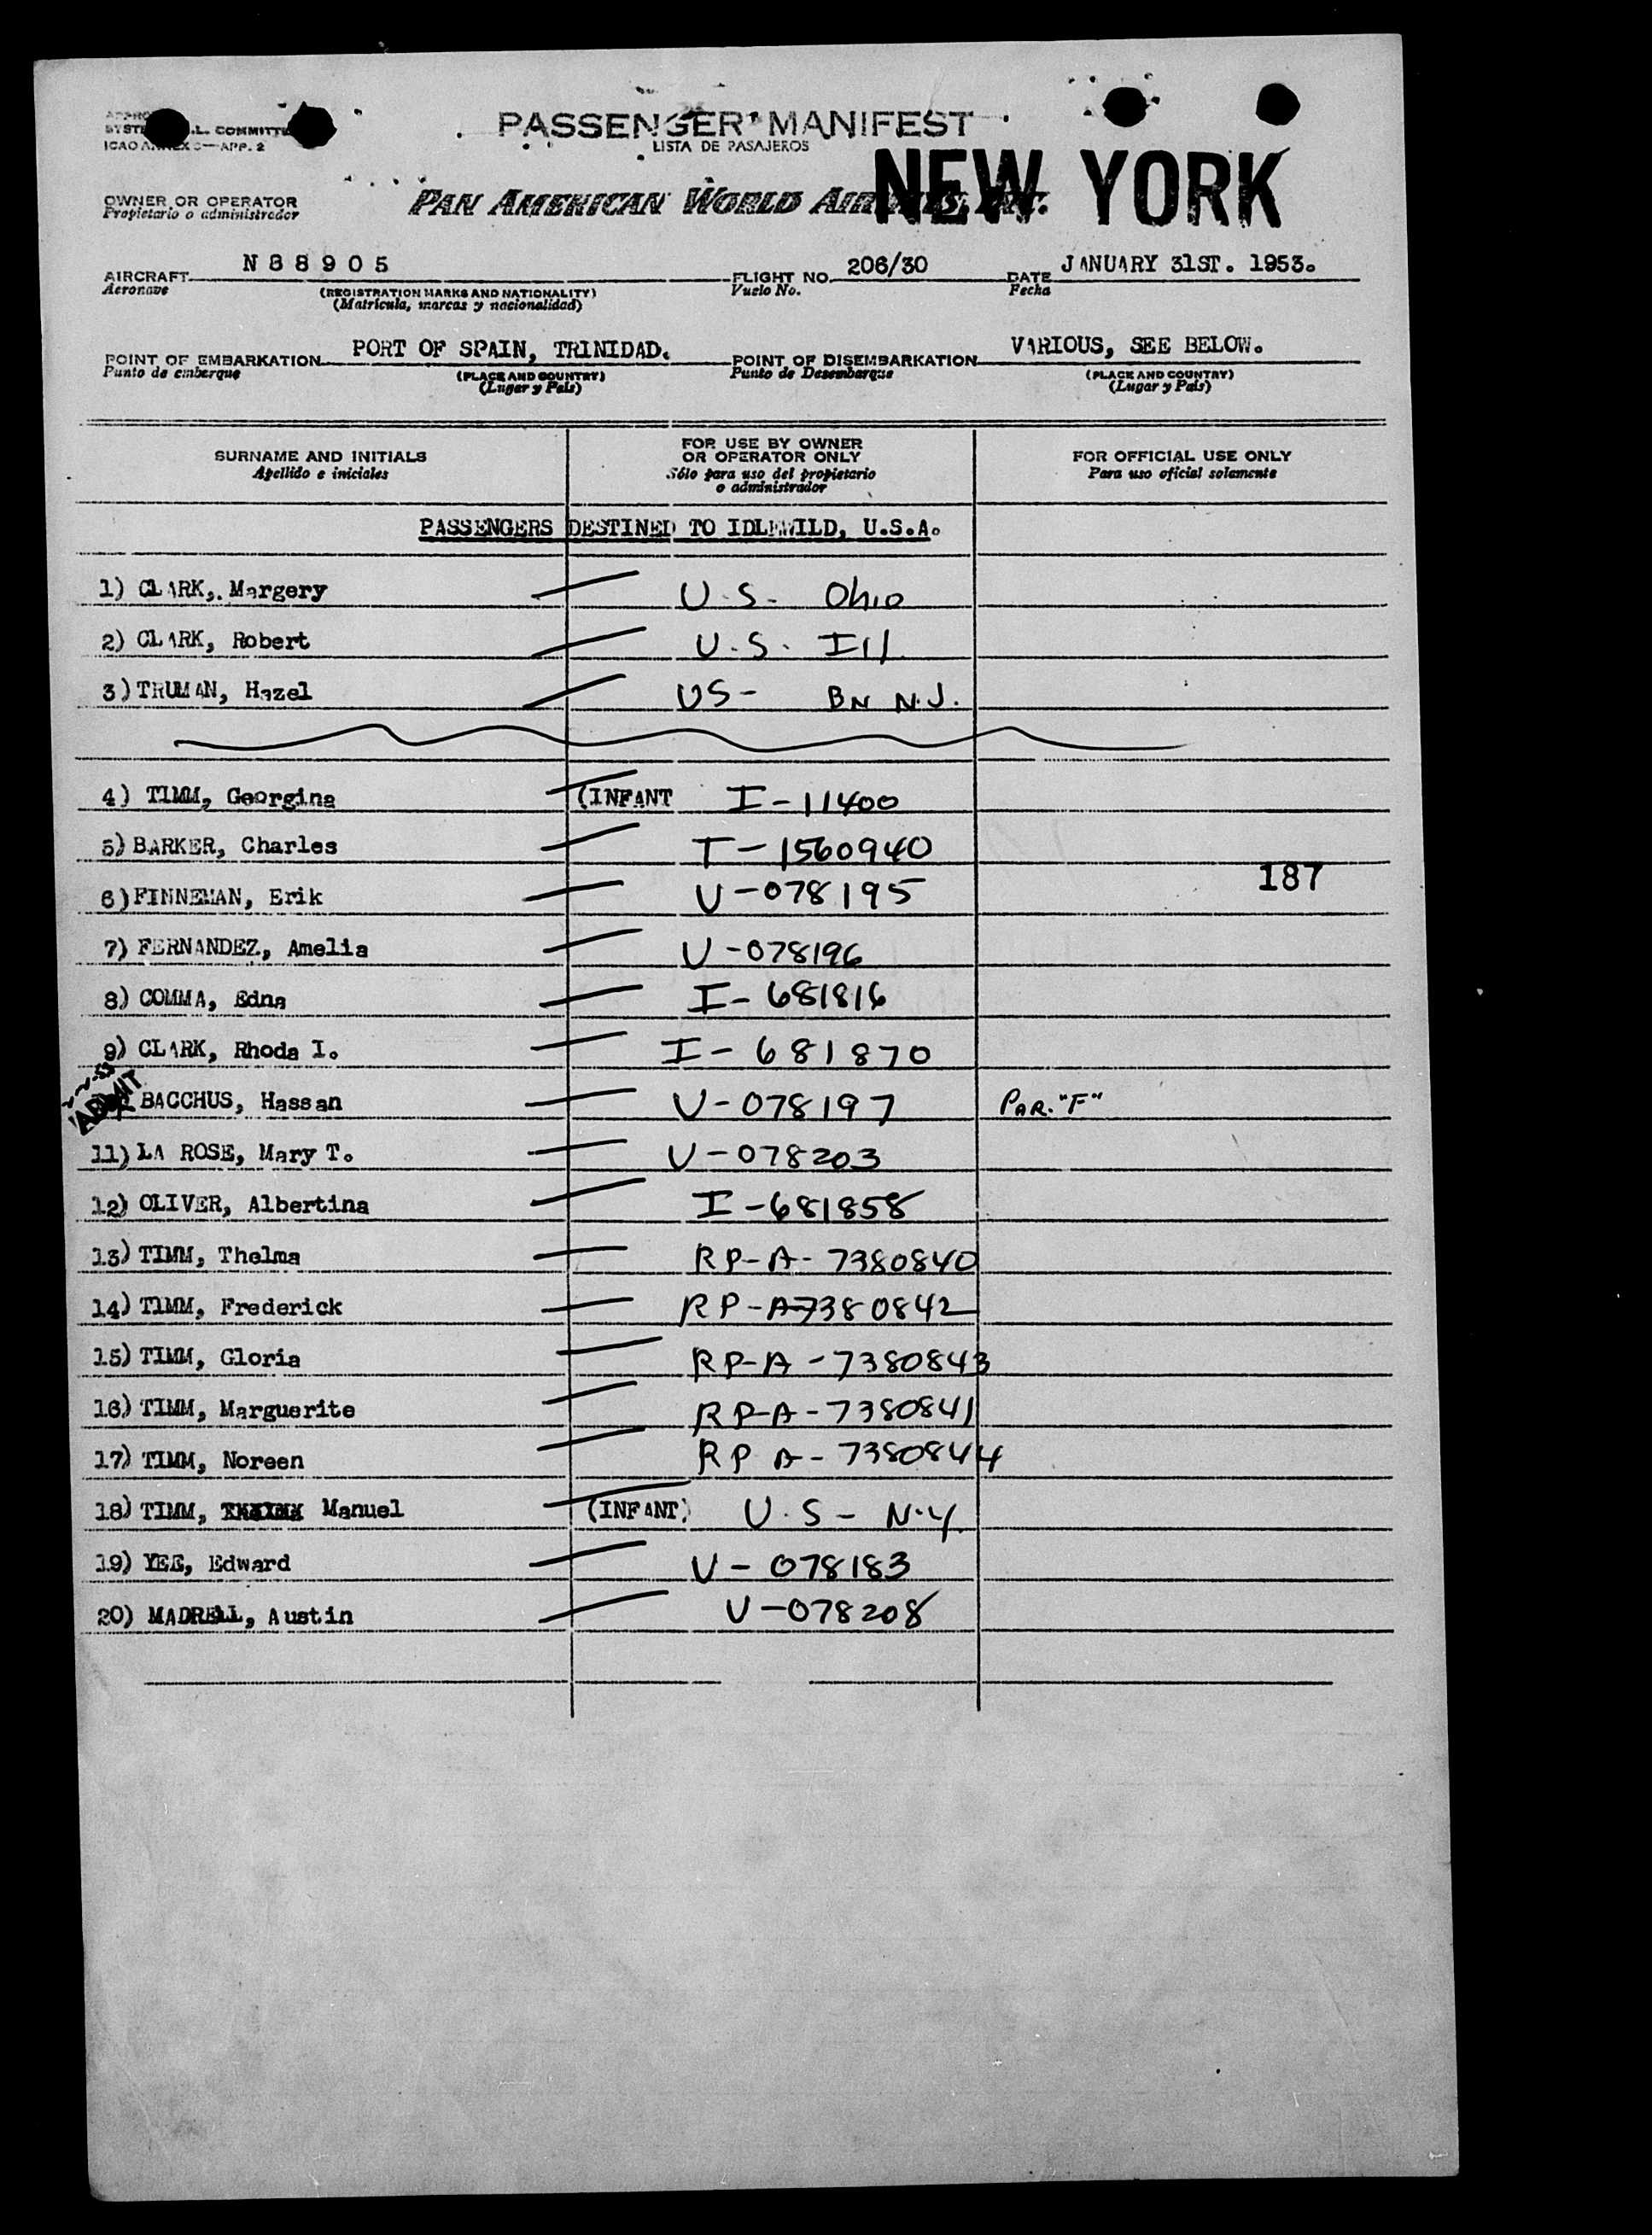 PASSENGER MANIFEST
LISTA DE PASAJEROS
ICAO ANNEX 9—APP. 2
NEW YORK
OWNER OR OPERATOR
Propietario o administrador
PAN AMERICAN WORLD
AIRCRAFT N88905 FLIGHT NO. 206/30 DATE JANUARY 31ST. 1953.
Aeronave Vuelo No. Fecha
(REGISTRATION MARKS AND NATIONALITY)
(Matrícula, marcas y nacionalidad)
POINT OF EMBARKATION PORT OF SPAIN, TRINIDAD. POINT OF DISEMBARKATION VARIOUS, SEE BELOW.
Punto de embarque (PLACE AND COUNTRY) Punto de Desembarque (PLACE AND COUNTRY)
(Lugar y País) (Lugar y País)
SURNAME AND INITIALS FOR USE BY OWNER OR OPERATOR ONLY FOR OFFICIAL USE ONLY
Apellido e iniciales Sólo para uso del propietario o administrador Para uso oficial solamente
PASSENGERS DESTINED TO IDLEWILD, U.S.A.
1) CLARK, Margery U.S. Ohio
2) CLARK, Robert U.S. Ill
3) TRUMAN, Hazel US- BN N.J.
4) TIMM, Georgina (INFANT I-11400
5) BARKER, Charles T-1560940
187
6) FINNEMAN, Erik V-078195
7) FERNANDEZ, Amelia V-078196
8) COMMA, Edna I-681816
9) CLARK, Rhoda I. I-681870
ADMIT BACCHUS, Hassan V-078197 PAR. "F"
11) LA ROSE, Mary T. V-078203
12) OLIVER, Albertina I-681858
13) TIMM, Thelma RP-A-7380840
14) TIMM, Frederick RP-A-7380842
15) TIMM, Gloria RP-A-7380843
16) TIMM, Marguerite RP-A-7380841
17) TIMM, Noreen RP A-7380844
18) TIMM, Manuel (INFANT) U.S- N.Y.
19) YEE, Edward V-078183
20) MADRELL, Austin V-078208